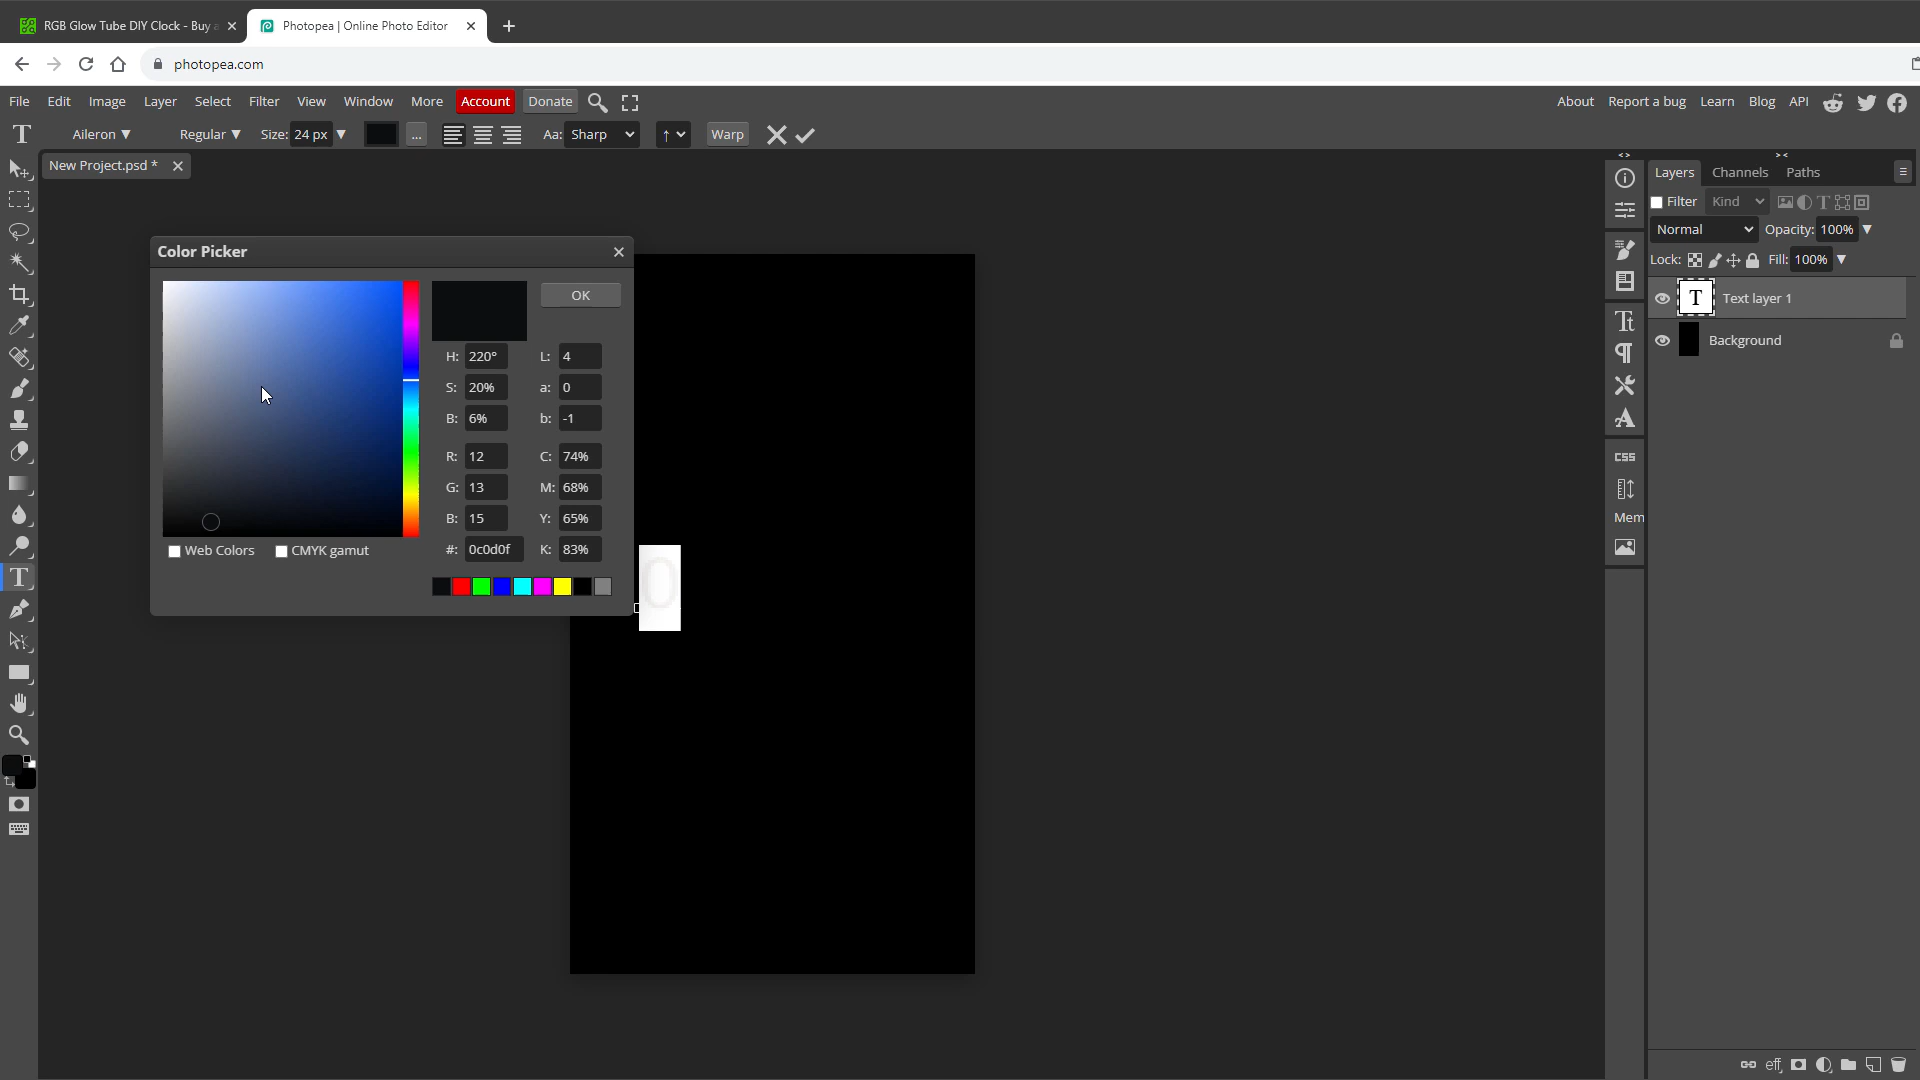 RGB Glow Tube DIY Clock - Buy a
Photopea | Online Photo Editor
photopea.com
File Edit Image Layer Select Filter View Window More Account Donate
About Report a bug Learn Blog API
Aileron ▼ Regular ▼ Size: 24 px ▼ ... Aa: Sharp Warp
New Project.psd *
Color Picker
OK
H: 220° L: 4
S: 20% a: 0
B: 6% b: -1
R: 12 C: 74%
G: 13 M: 68%
B: 15 Y: 65%
#: 0c0d0f K: 83%
Web Colors CMYK gamut
0
CSS
Mem
Layers Channels Paths
Filter Kind
Normal Opacity: 100% ▼
Lock: Fill: 100% ▼
T Text layer 1
Background
eff